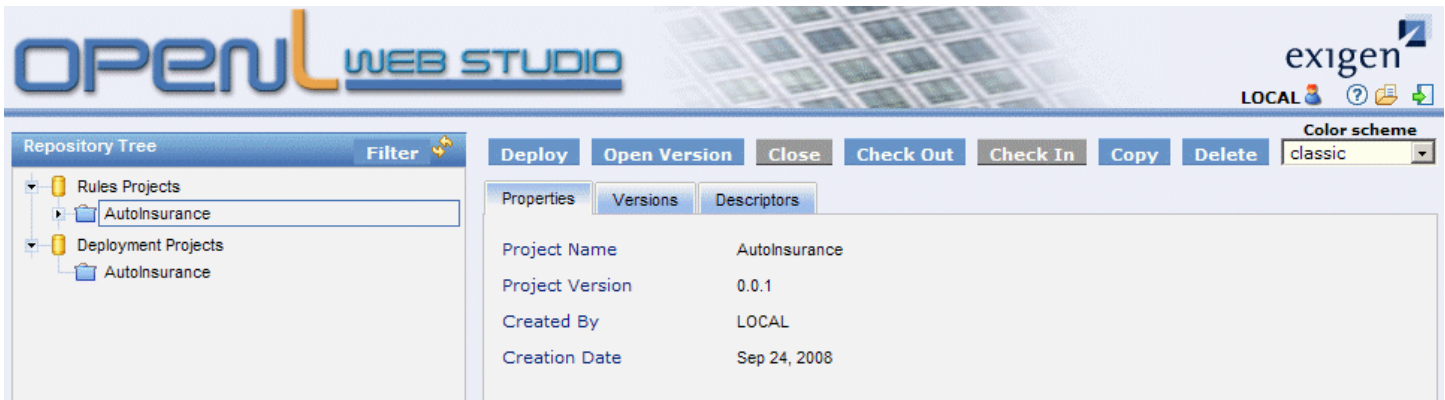 OPENL WEB STUDIO
exigen
LOCAL
Color scheme
Repository Tree Filter
Deploy Open Version Close Check Out Check In Copy Delete classic
Rules Projects
AutoInsurance
Deployment Projects
AutoInsurance
Properties Versions Descriptors
Project Name AutoInsurance
Project Version 0.0.1
Created By LOCAL
Creation Date Sep 24, 2008